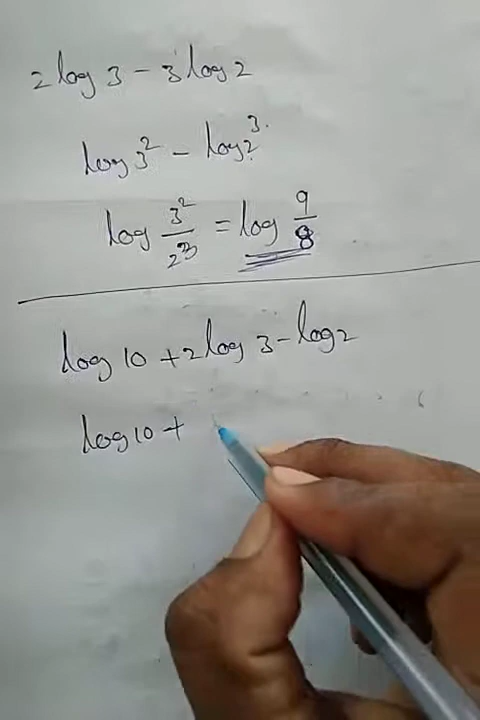 2 log 3 - 3 log 2
log 3² - log 2³.
log 3²/2³ = log 9/8
log 10 + 2 log 3 - log 2
log 10 +